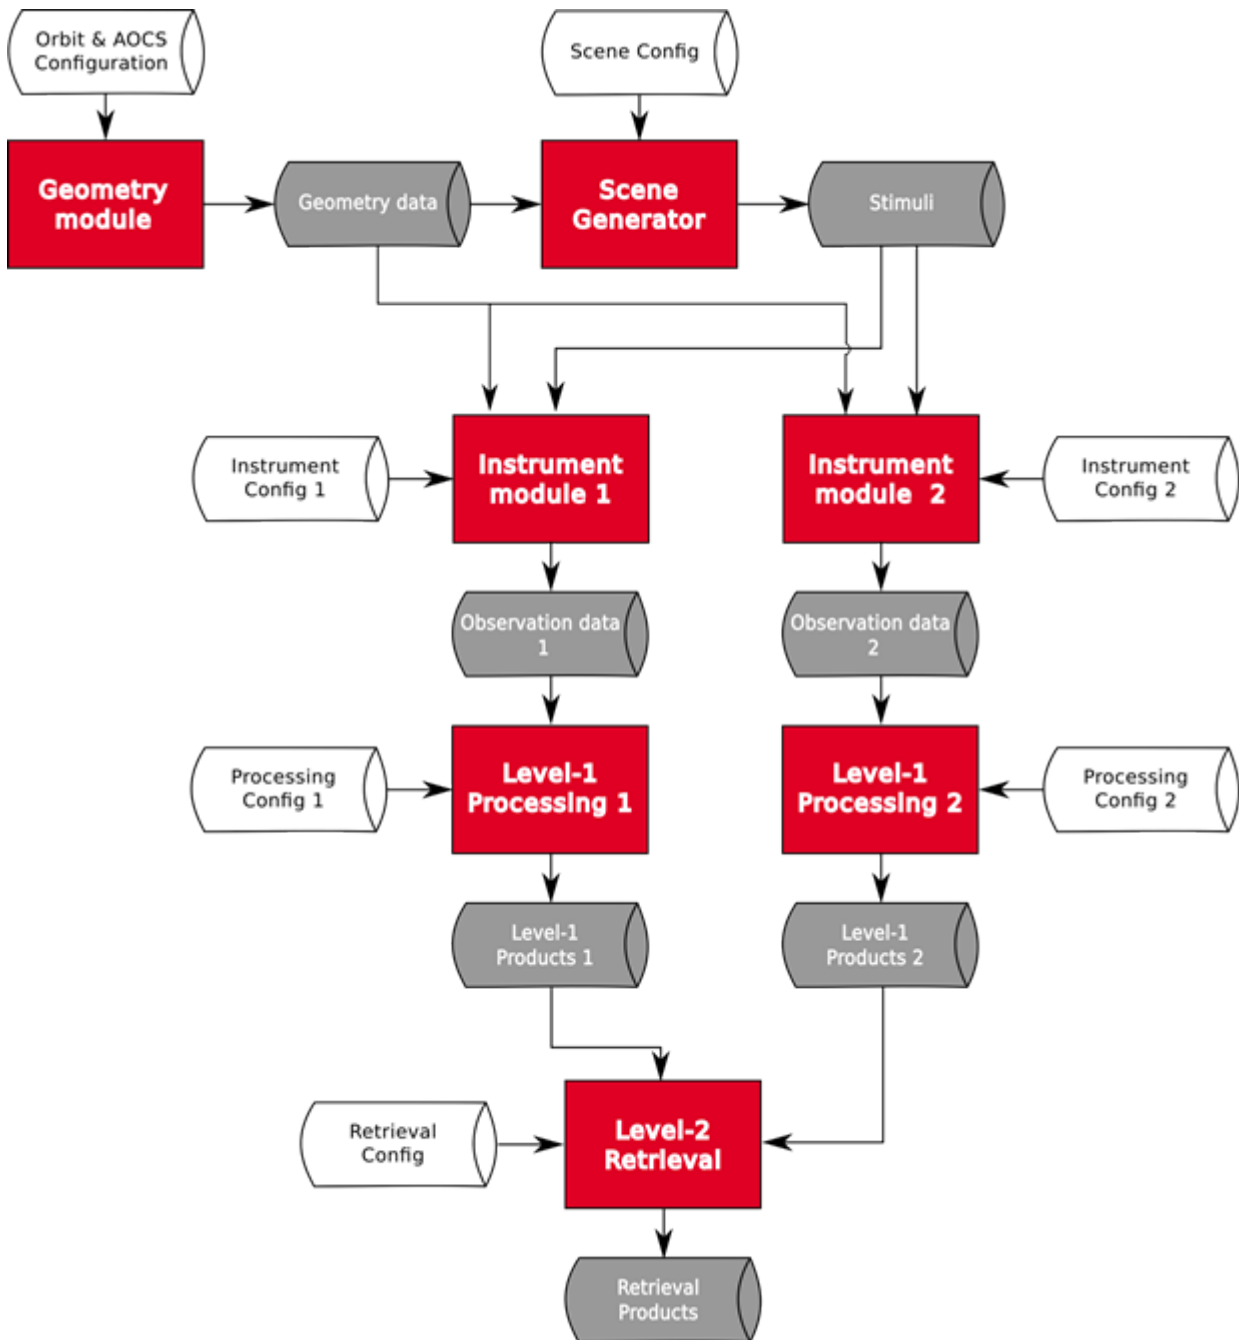 Orbit & AOCS
Configuration
Scene Config
Geometry
module
Geometry data
Scene
Generator
Stimuli
Instrument
Config 1
Instrument
module 1
Instrument
module 2
Instrument
Config 2
Observation data
1
Observation data
2
Processing
Config 1
Level-1
Processing 1
Level-1
Processing 2
Processing
Config 2
Level-1
Products 1
Level-1
Products 2
Retrieval
Config
Level-2
Retrieval
Retrieval
Products